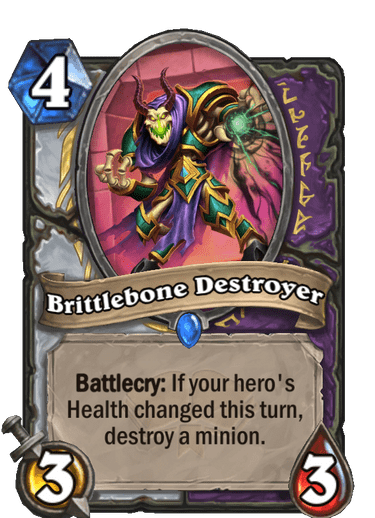 4
Brittlebone Destroyer
Battlecry: If your hero's
Health changed this turn,
destroy a minion.
3
3